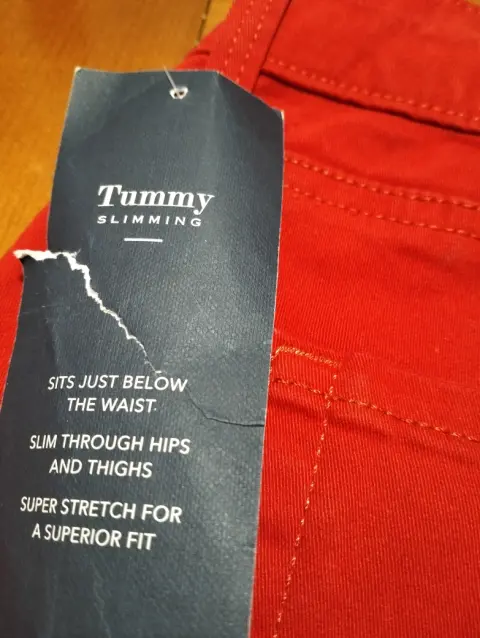 Tummy
SLIMMING
SITS JUST BELOW
THE WAIST.
SLIM THROUGH HIPS
AND THIGHS
SUPER STRETCH FOR
A SUPERIOR FIT